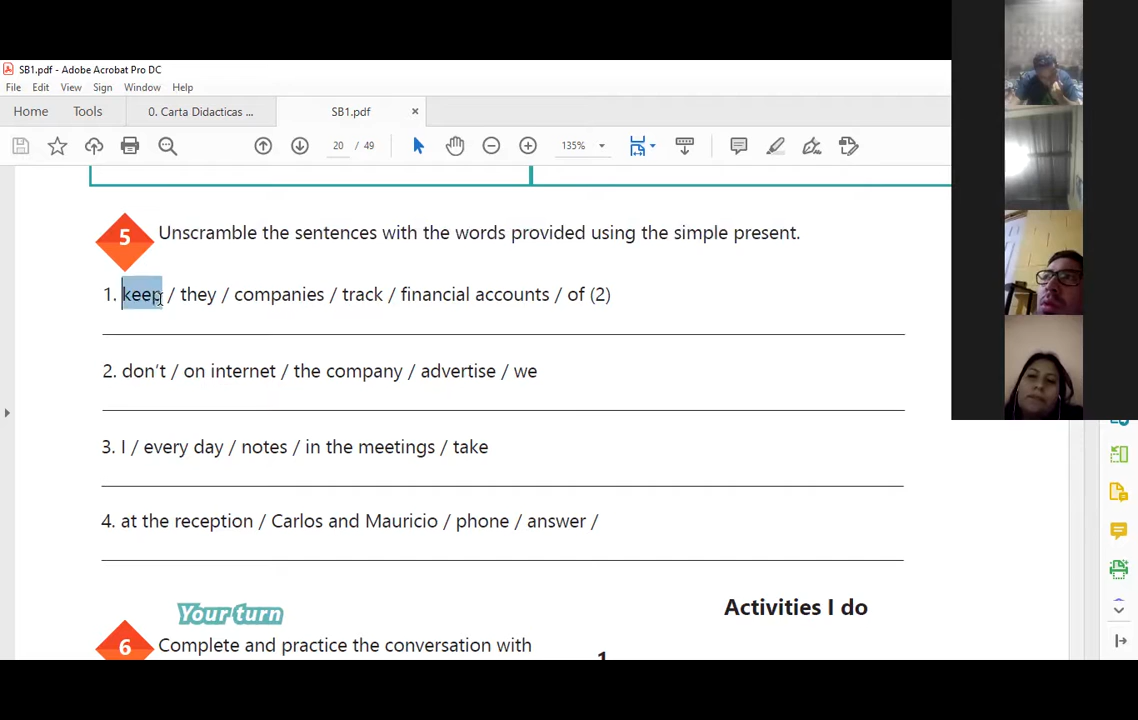 SB1.pdf - Adobe Acrobat Pro DC
File Edit View Sign Window Help
Home Tools 0. Carta Didacticas ... SB1.pdf ×
20 / 49 135%
5 Unscramble the sentences with the words provided using the simple present.
1. keep / they / companies / track / financial accounts / of (2)
2. don't / on internet / the company / advertise / we
3. I / every day / notes / in the meetings / take
4. at the reception / Carlos and Mauricio / phone / answer /
Your turn
Activities I do
6 Complete and practice the conversation with
1